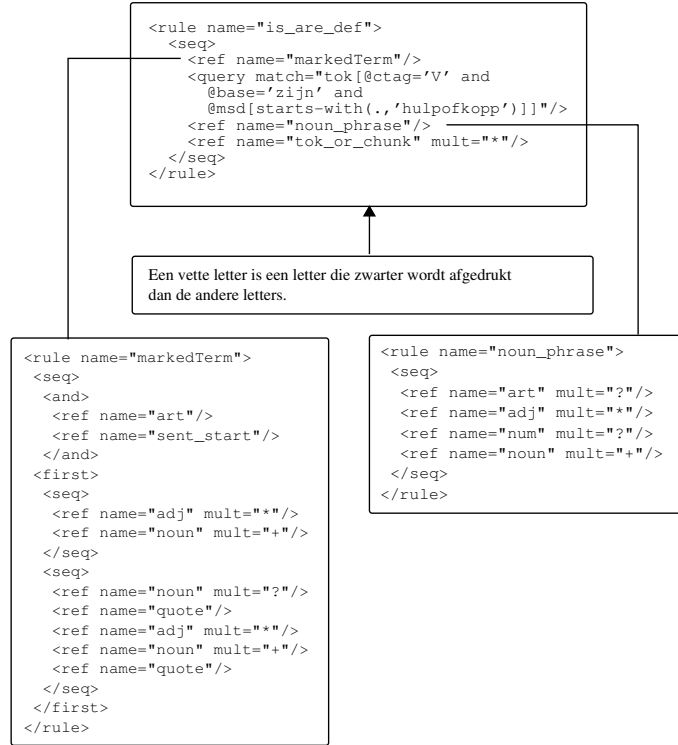 <rule name="is_are_def">
<seq>
<ref name="markedTerm"/>
<query match="tok[@ctag='V' and
@base='zijn' and
@msd[starts-with(.,'hulpofkopp')]]"/>
<ref name="noun_phrase"/>
<ref name="tok_or_chunk" mult="*"/>
</seq>
</rule>
Een vette letter is een letter die zwarter wordt afgedrukt
dan de andere letters.
<rule name="markedTerm">
<seq>
<and>
<ref name="art"/>
<ref name="sent_start"/>
</and>
<first>
<seq>
<ref name="adj" mult="*"/>
<ref name="noun" mult="+"/>
</seq>
<seq>
<ref name="noun" mult="?"/>
<ref name="quote"/>
<ref name="adj" mult="*"/>
<ref name="noun" mult="+"/>
<ref name="quote"/>
</seq>
</first>
</rule>
<rule name="noun_phrase">
<seq>
<ref name="art" mult="?"/>
<ref name="adj" mult="*"/>
<ref name="num" mult="?"/>
<ref name="noun" mult="+"/>
</seq>
</rule>